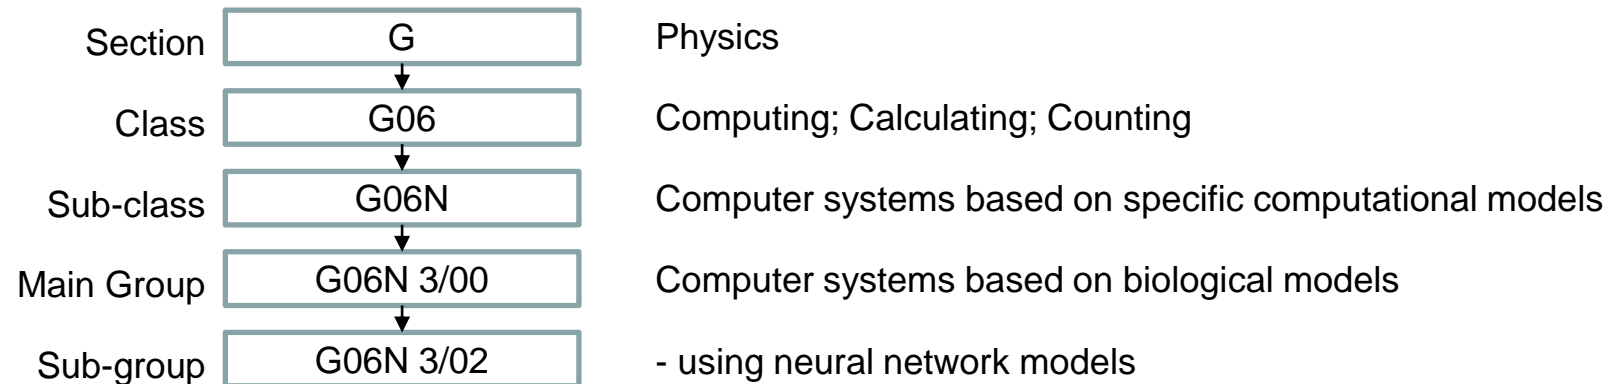 Section G Physics
Class G06 Computing; Calculating; Counting
Sub-class G06N Computer systems based on specific computational models
Main Group G06N 3/00 Computer systems based on biological models
Sub-group G06N 3/02 - using neural network models